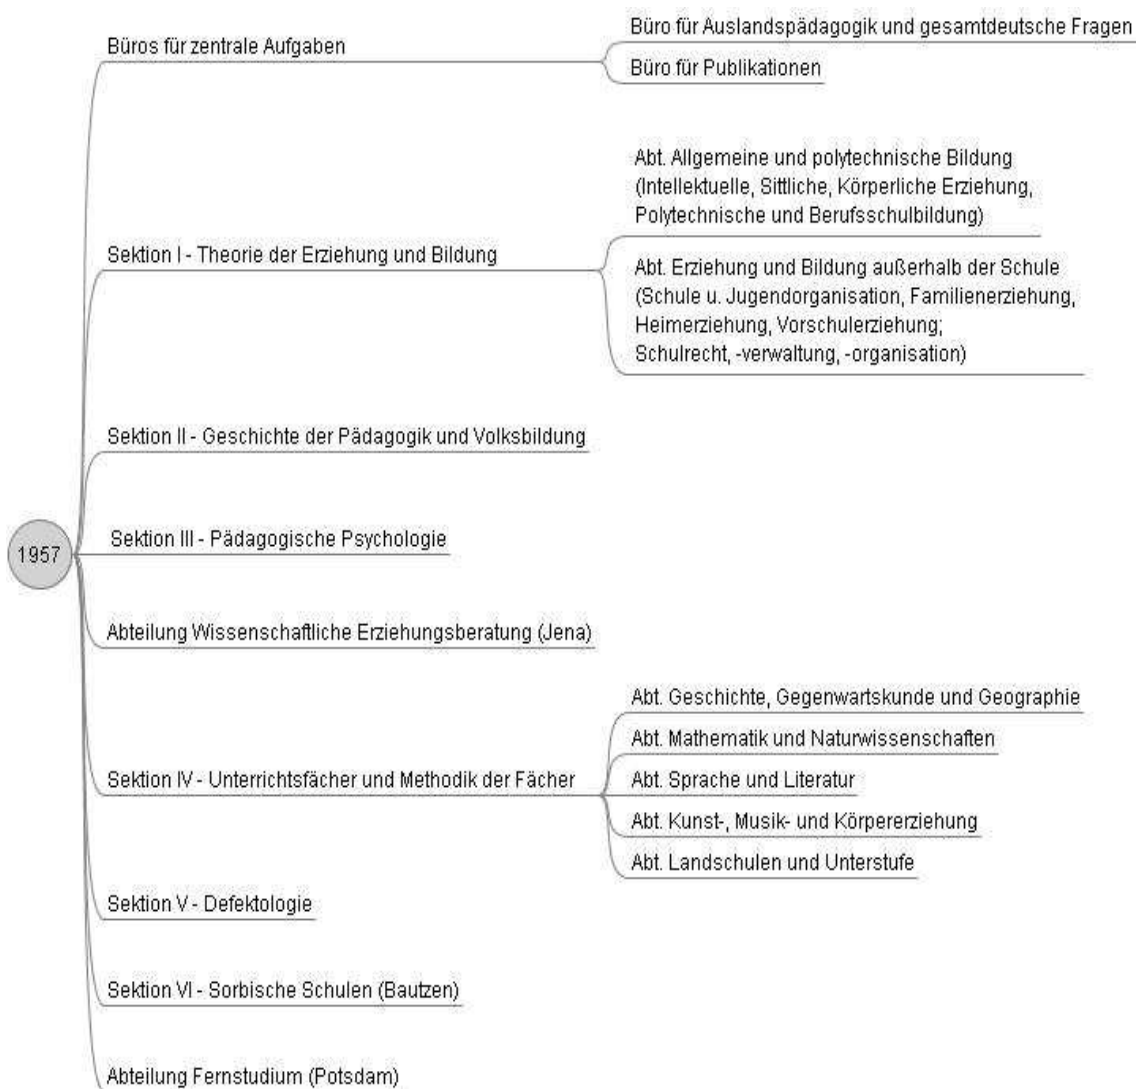 1957
Büros für zentrale Aufgaben
Büro für Auslandspädagogik und gesamtdeutsche Fragen
Büro für Publikationen
Sektion I - Theorie der Erziehung und Bildung
Abt. Allgemeine und polytechnische Bildung
(Intellektuelle, Sittliche, Körperliche Erziehung,
Polytechnische und Berufsschulbildung)
Abt. Erziehung und Bildung außerhalb der Schule
(Schule u. Jugendorganisation, Familienerziehung,
Heimerziehung, Vorschulerziehung;
Schulrecht, -verwaltung, -organisation)
Sektion II - Geschichte der Pädagogik und Volksbildung
Sektion III - Pädagogische Psychologie
Abteilung Wissenschaftliche Erziehungsberatung (Jena)
Sektion IV - Unterrichtsfächer und Methodik der Fächer
Abt. Geschichte, Gegenwartskunde und Geographie
Abt. Mathematik und Naturwissenschaften
Abt. Sprache und Literatur
Abt. Kunst-, Musik- und Körpererziehung
Abt. Landschulen und Unterstufe
Sektion V - Defektologie
Sektion VI - Sorbische Schulen (Bautzen)
Abteilung Fernstudium (Potsdam)